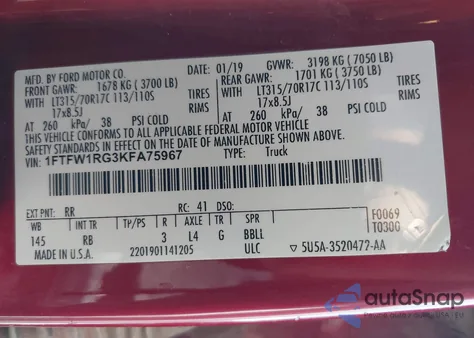 MFD. BY FORD MOTOR CO.
01/19 GVWR: 3198 KG (7050 LB)
FRONT GAWR: 1678 KG (3700 LB) REAR GAWR: 1701 KG (3750 LB)
WITH LT315/70R17C 113/110S WITH LT315/70R17C 113/110S
17x8.5J 17x8.5J
AT 260 kPa/ 38 PSI COLD AT 260 kPa/ 38 PSI COLD
THIS VEHICLE CONFORMS TO ALL APPLICABLE FEDERAL MOTOR VEHICLE
SAFETY STANDARDS IN EFFECT ON THE DATE OF MANUFACTURE SHOWN ABOVE.
VIN: 1FTFW1RG3KFA75967 TYPE: Truck
EXT PNT: RR RC: 41 DSO: F0069
WB INT TR TP/PS R AXLE TR SPR T0300
145 RB 3 L4 G BBLL
MADE IN U.S.A. 2201901141205 ULC 5U5A-3520472-AA
autoSnap